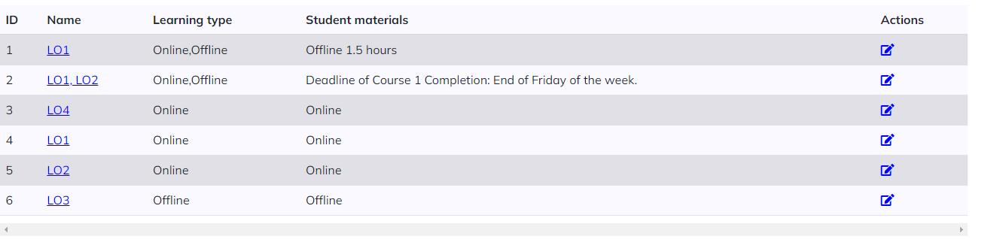 ID Name Learning type Student materials Actions
1 LO1 Online,Offline Offline 1.5 hours
2 LO1, LO2 Online,Offline Deadline of Course 1 Completion: End of Friday of the week.
3 LO4 Online Online
4 LO1 Online Online
5 LO2 Online Online
6 LO3 Offline Offline